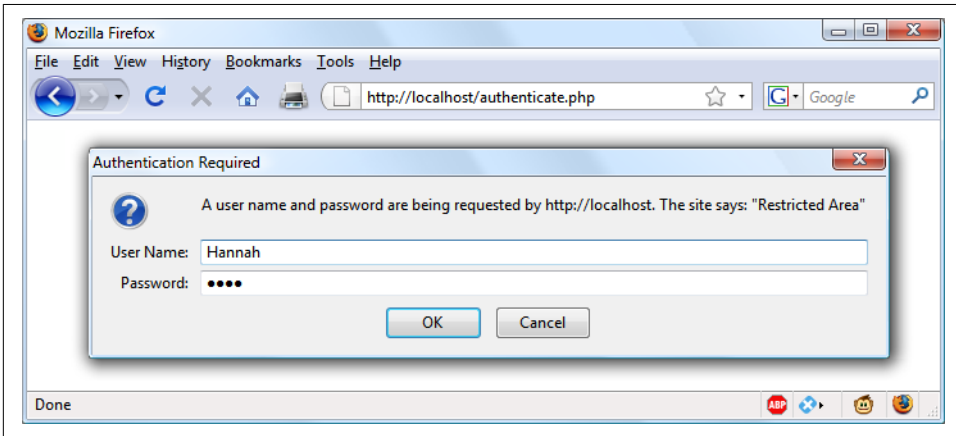 Mozilla Firefox
File Edit View History Bookmarks Tools Help
http://localhost/authenticate.php
G Google
Authentication Required
A user name and password are being requested by http://localhost. The site says: "Restricted Area"
User Name: Hannah
Password: ●●●●
OK Cancel
Done
ABP